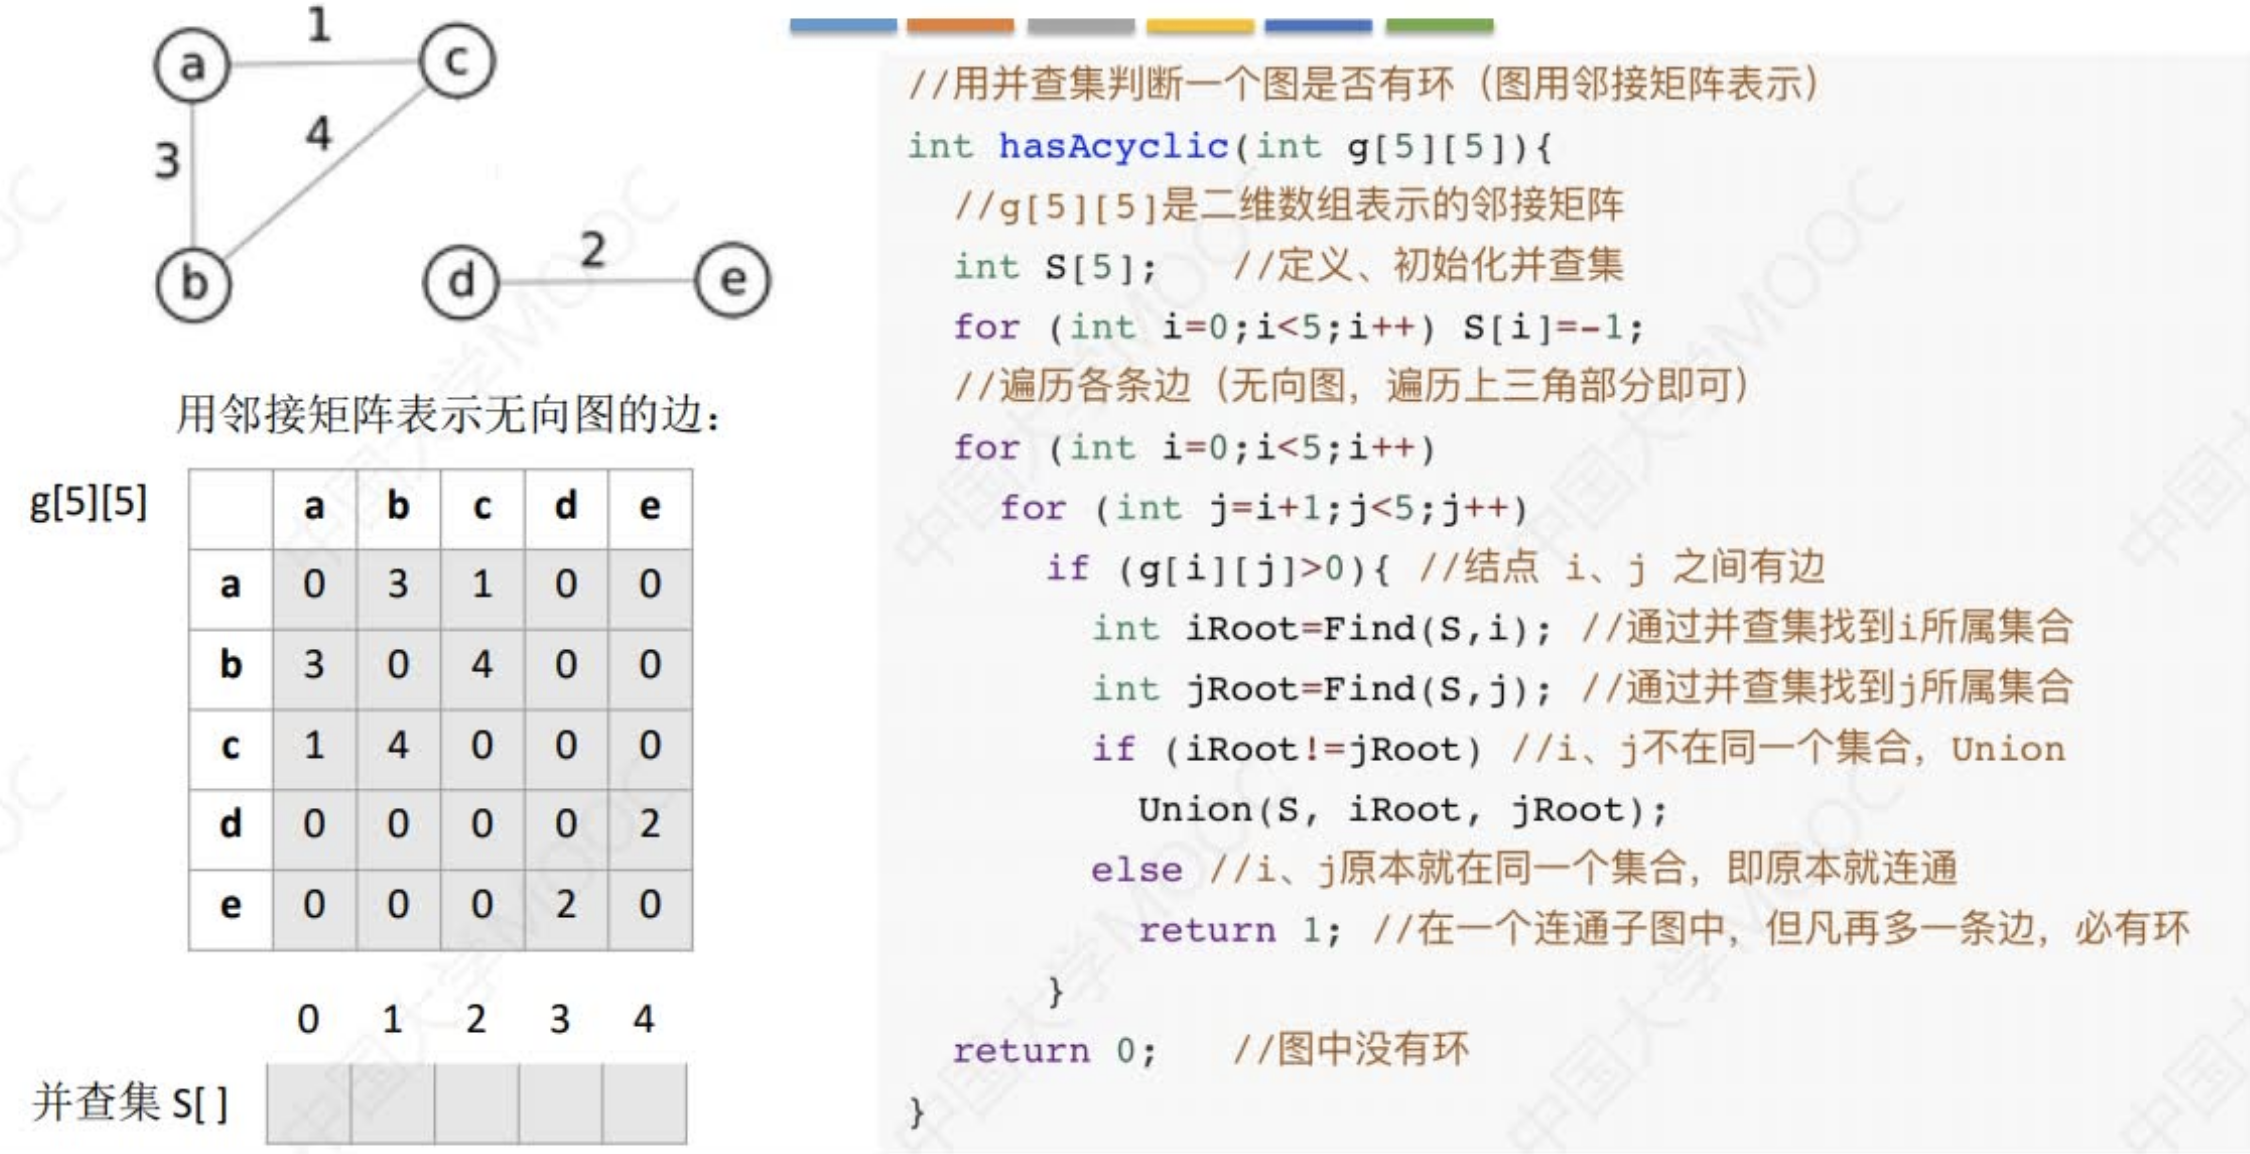 1
a
c
3
4
b
d
2
e
用邻接矩阵表示无向图的边：
g[5][5]
a b c d e
a 0 3 1 0 0
b 3 0 4 0 0
c 1 4 0 0 0
d 0 0 0 0 2
e 0 0 0 2 0
0 1 2 3 4
并查集 S[ ]
//用并查集判断一个图是否有环（图用邻接矩阵表示）
int hasAcyclic(int g[5][5]){
//g[5][5]是二维数组表示的邻接矩阵
int S[5]; //定义、初始化并查集
for (int i=0;i<5;i++) S[i]=-1;
//遍历各条边（无向图，遍历上三角部分即可）
for (int i=0;i<5;i++)
for (int j=i+1;j<5;j++)
if (g[i][j]>0){ //结点 i、j 之间有边
int iRoot=Find(S,i); //通过并查集找到i所属集合
int jRoot=Find(S,j); //通过并查集找到j所属集合
if (iRoot!=jRoot) //i、j不在同一个集合，Union
Union(S, iRoot, jRoot);
else //i、j原本就在同一个集合，即原本就连通
return 1; //在一个连通子图中，但凡再多一条边，必有环
}
return 0; //图中没有环
}
中国大学MOOC